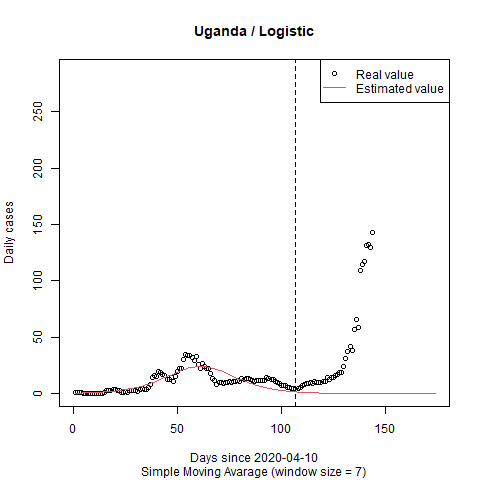 Uganda / Logistic
Real value
Estimated value
Daily cases
250
200
150
100
50
0
0
50
100
150
Days since 2020-04-10
Simple Moving Avarage (window size = 7)